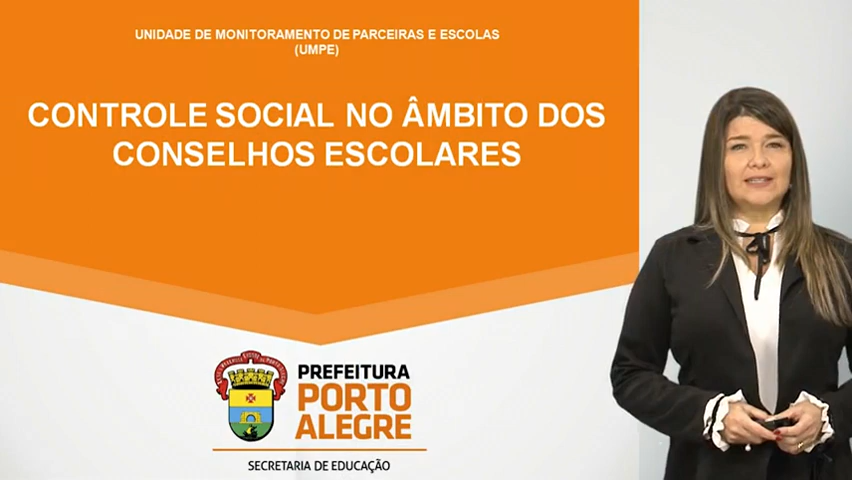 UNIDADE DE MONITORAMENTO DE PARCEIRAS E ESCOLAS
(UMPE)
CONTROLE SOCIAL NO ÂMBITO DOS
CONSELHOS ESCOLARES
PREFEITURA
PORTO
ALEGRE
SECRETARIA DE EDUCAÇÃO